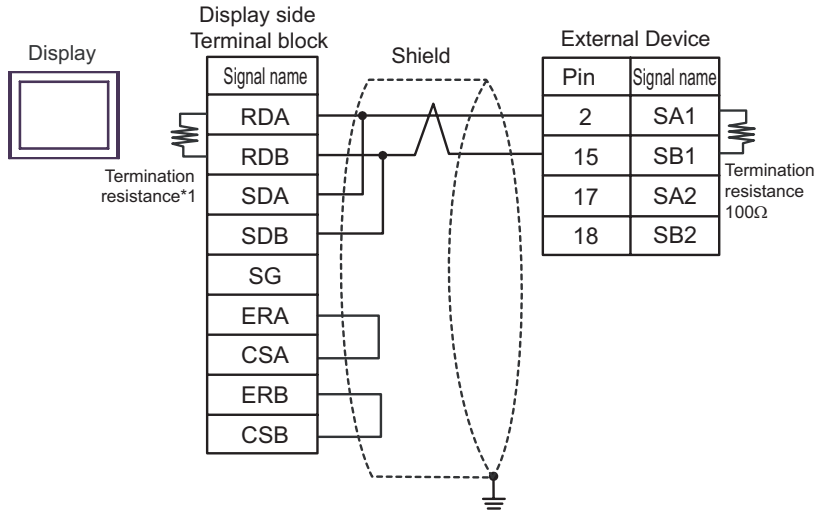 Display
Display side
Terminal block
Signal name
RDA
RDB
SDA
SDB
SG
ERA
CSA
ERB
CSB
Termination
resistance*1
Shield
External Device
Pin Signal name
2 SA1
15 SB1
17 SA2
18 SB2
Termination
resistance
100Ω